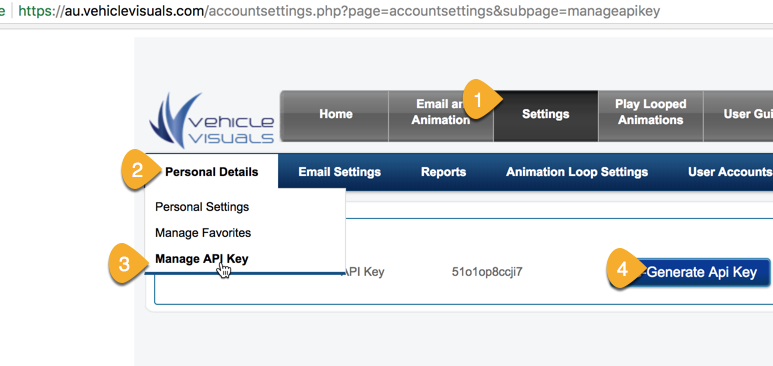 e https://au.vehiclevisuals.com/accountsettings.php?page=accountsettings&subpage=manageapikey
1
vehicle
visuals
Home
Email an
Animation
Settings
Play Looped
Animations
User Gui
2
Personal Details
Email Settings
Reports
Animation Loop Settings
User Accounts
Personal Settings
Manage Favorites
3
Manage API Key
API Key
51o1op8ccji7
4
-Generate Api Key